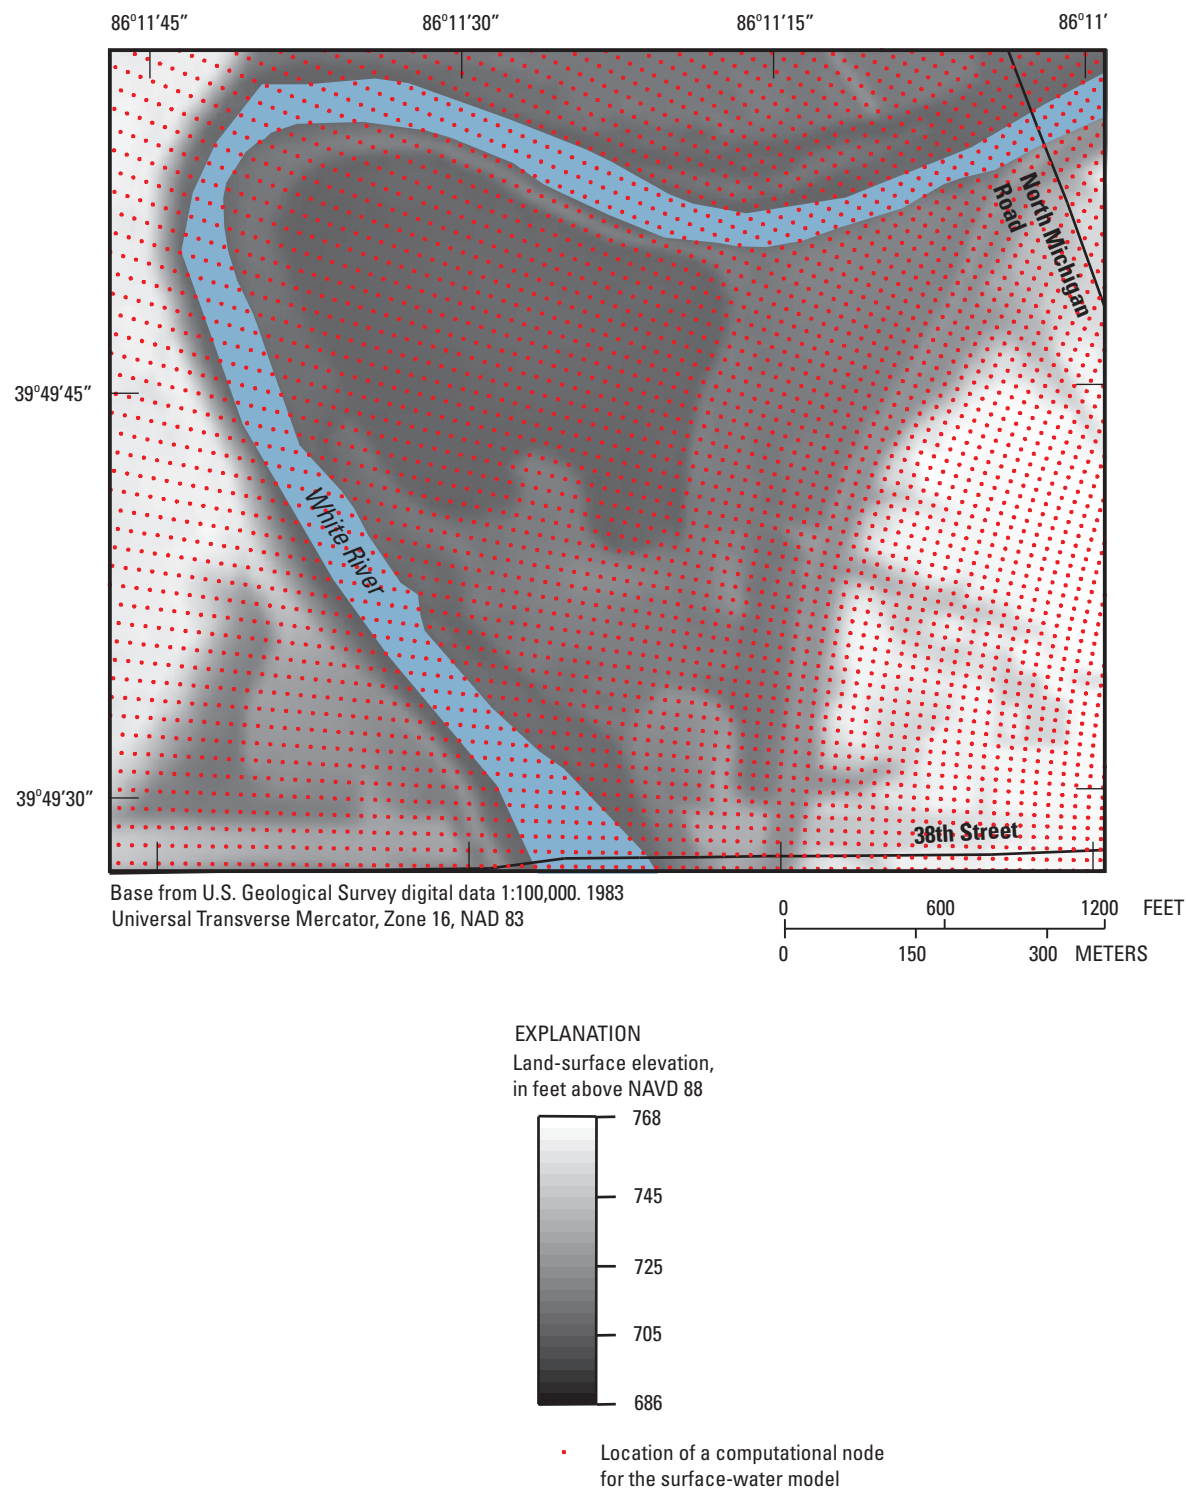 86°11’45”
86°11’30”
86°11’15”
86°11’
North Michigan
Road
39°49’45”
White River
39°49’30”
38th Street
Base from U.S. Geological Survey digital data 1:100,000. 1983
Universal Transverse Mercator, Zone 16, NAD 83
0 600 1200 FEET
0 150 300 METERS
EXPLANATION
Land-surface elevation,
in feet above NAVD 88
768
745
725
705
686
Location of a computational node
for the surface-water model